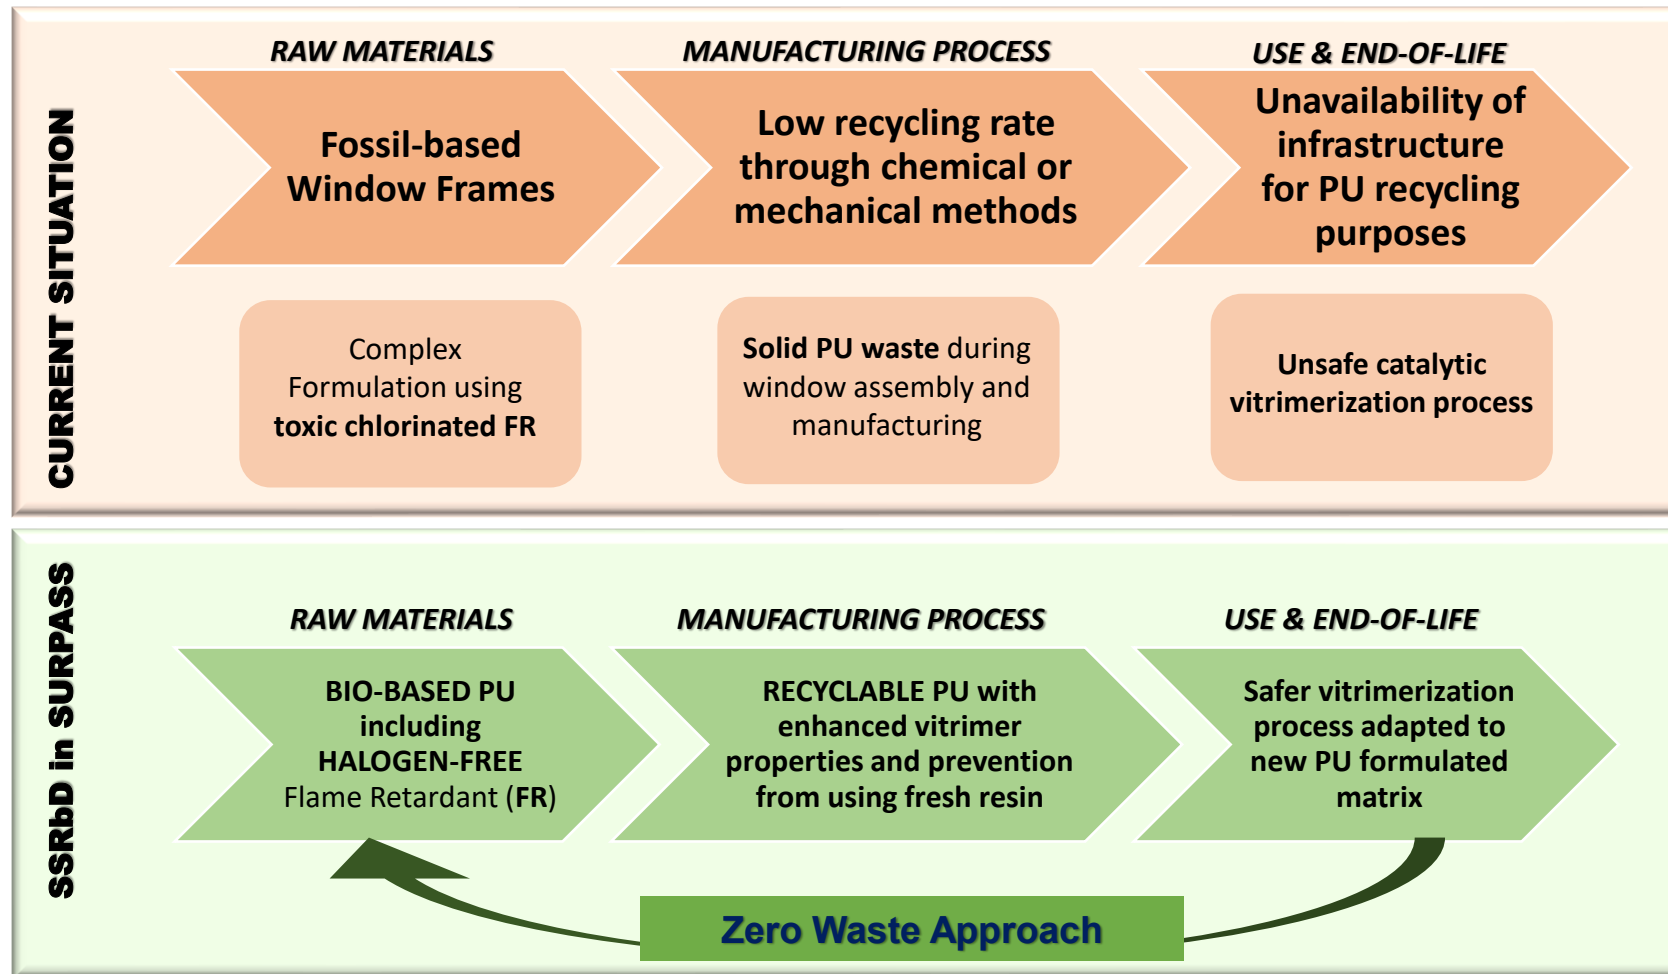 CURRENT SITUATION
RAW MATERIALS
MANUFACTURING PROCESS
USE & END-OF-LIFE
Fossil-based
Window Frames
Low recycling rate
through chemical or
mechanical methods
Unavailability of
infrastructure
for PU recycling
purposes
Complex
Formulation using
toxic chlorinated FR
Solid PU waste during
window assembly and
manufacturing
Unsafe catalytic
vitrimerization process
SSRbD in SURPASS
RAW MATERIALS
MANUFACTURING PROCESS
USE & END-OF-LIFE
BIO-BASED PU
including
HALOGEN-FREE
Flame Retardant (FR)
RECYCLABLE PU with
enhanced vitrimer
properties and prevention
from using fresh resin
Safer vitrimerization
process adapted to
new PU formulated
matrix
Zero Waste Approach